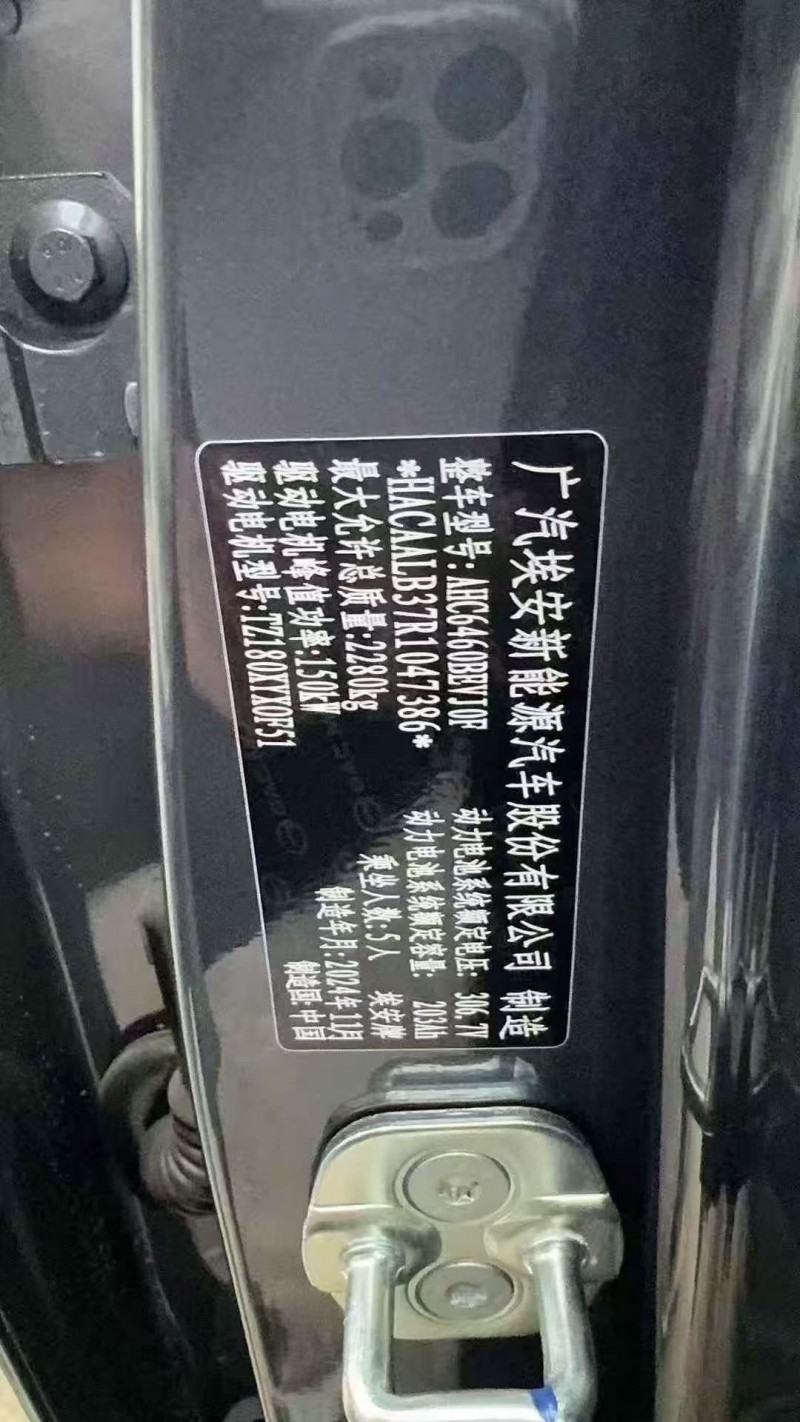 广汽埃安新能源汽车股份有限公司 制造
整车型号:AHC6460BEVJ0F 动力电池系统额定电压: 306.7V
*HACAALB37R1047386* 动力电池系统额定容量: 203Ah
最大允许总质量:2280kg 乘坐人数:5人 埃安牌
驱动电机峰值功率:150kW 制造年月:2024年11月
驱动电机型号:TZ180XYX0F51 制造国:中国